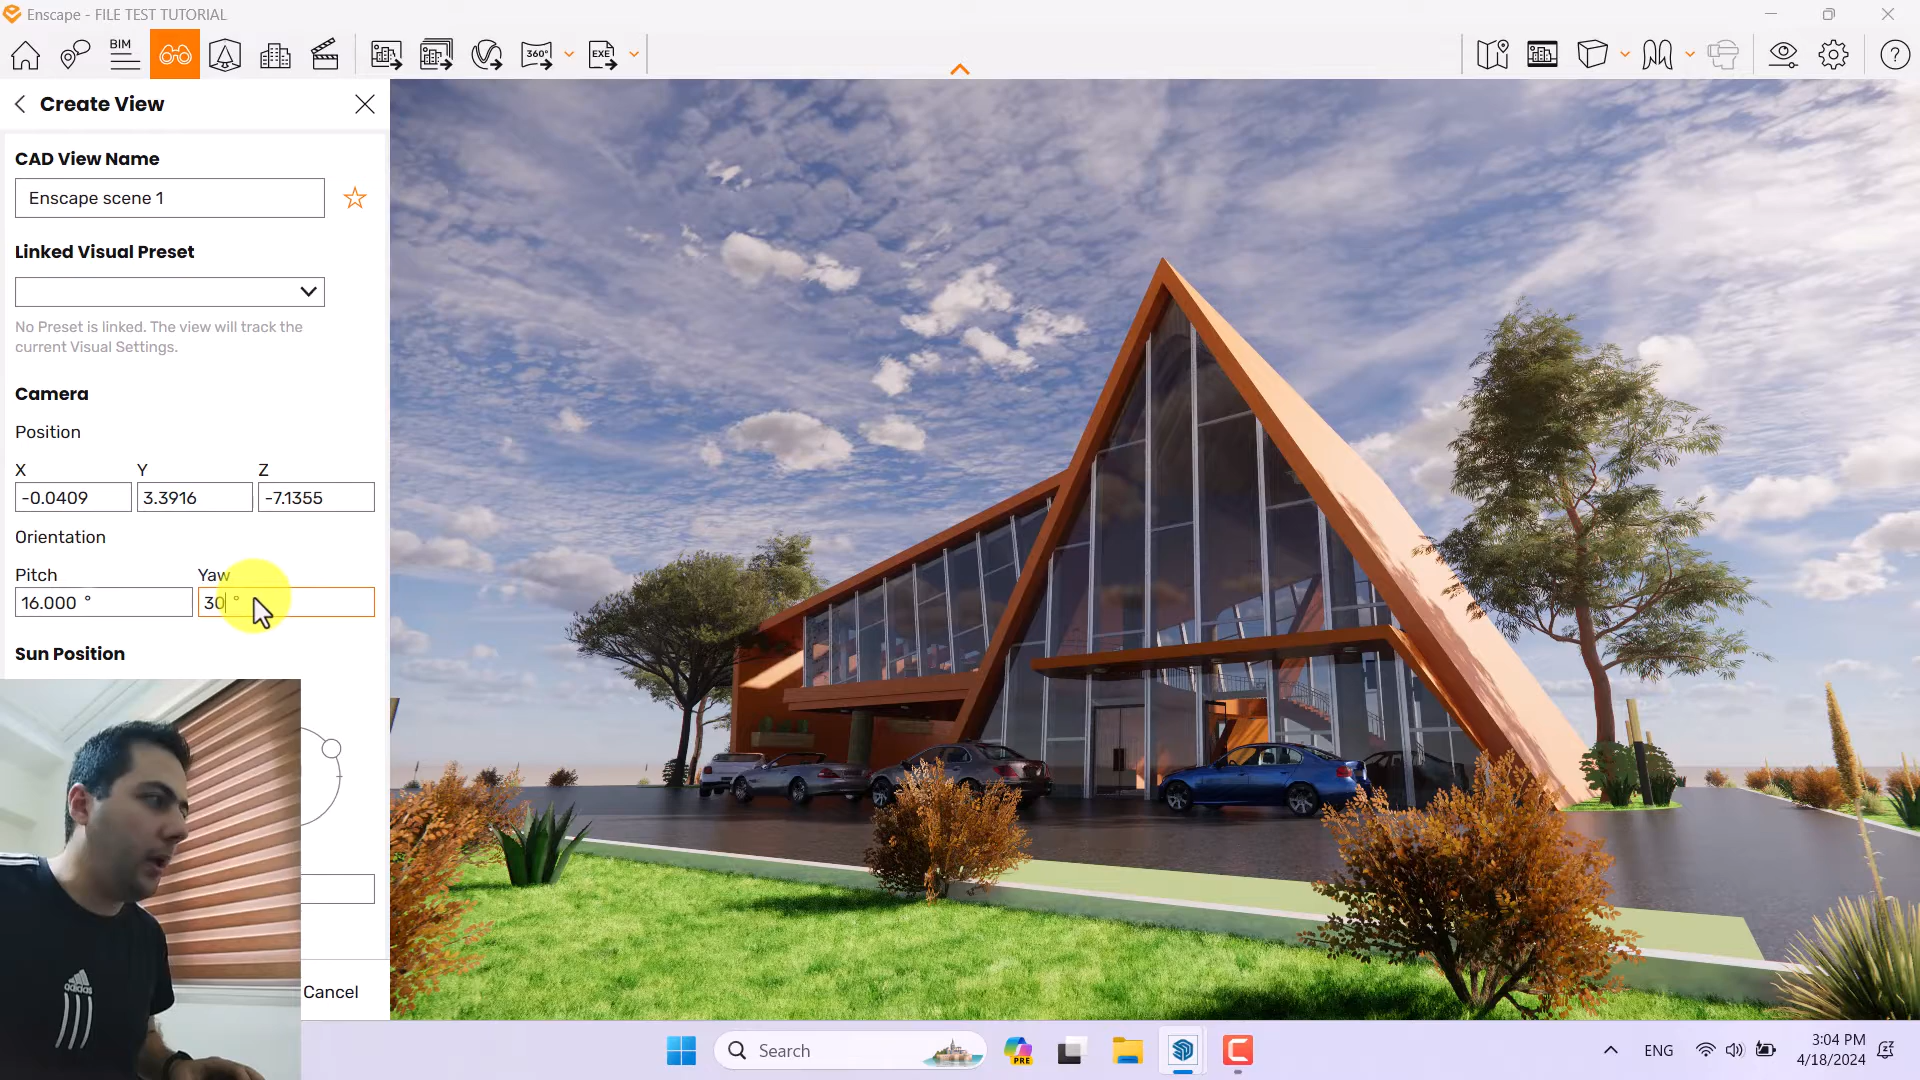 Enscape - FILE TEST TUTORIAL
BIM
360°
EXE
Create View
CAD View Name
Enscape scene 1
Linked Visual Preset
No Preset is linked. The view will track the
current Visual Settings.
Camera
Position
X Y Z
-0.0409 3.3916 -7.1355
Orientation
Pitch Yaw
16.000 ° 30 °
Sun Position
adidas
Cancel
Search
PRE
ENG
3:04 PM
4/18/2024